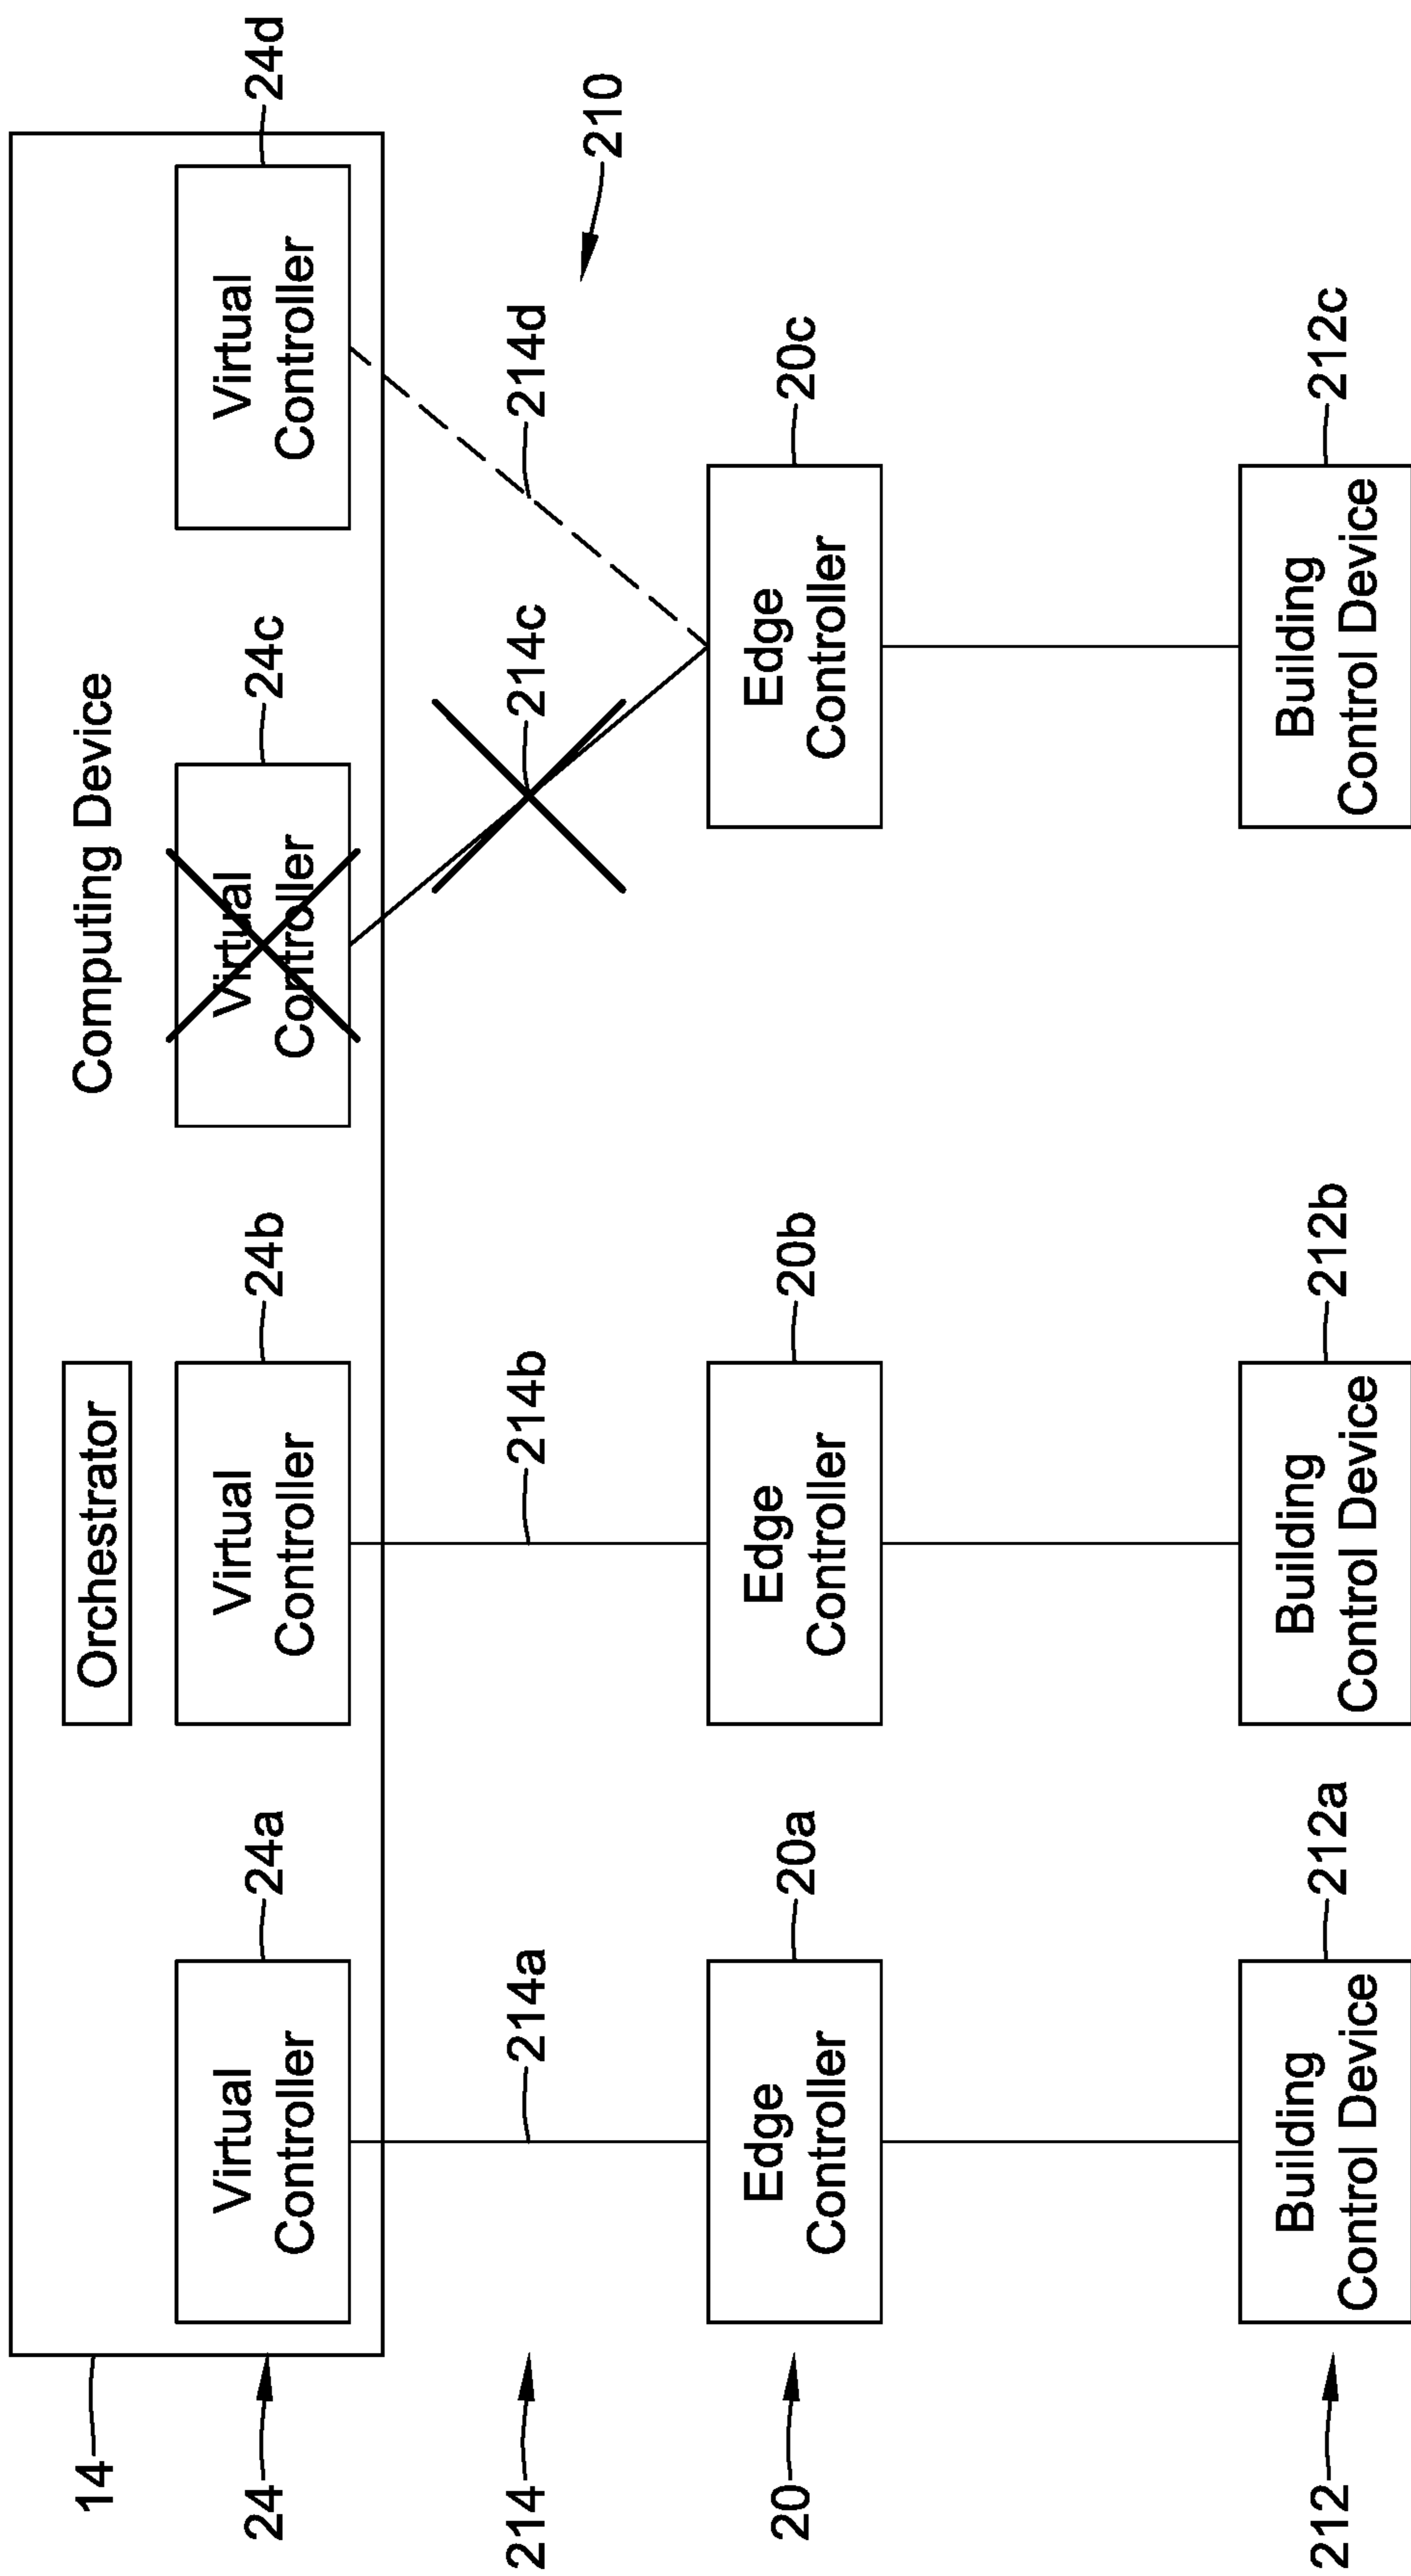 14
Orchestrator
Computing Device
24
Virtual
Controller
24a
Virtual
Controller
24b
Virtual
Controller
24c
Virtual
Controller
24d
214
214a
214b
214c
214d
210
20
Edge
Controller
20a
Edge
Controller
20b
Edge
Controller
20c
212
Building
Control Device
212a
Building
Control Device
212b
Building
Control Device
212c